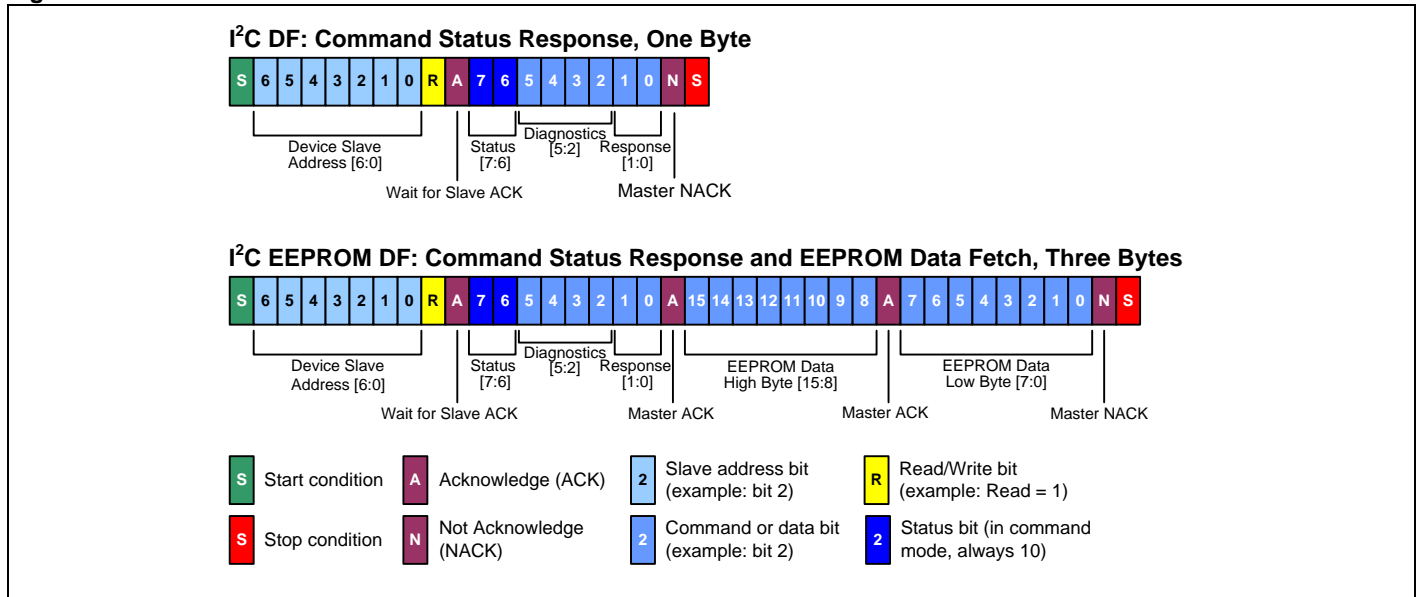 I²C DF: Command Status Response, One Byte
S 6 5 4 3 2 1 0 R A 7 6 5 4 3 2 1 0 N S
Device Slave
Address [6:0]
Status
[7:6]
Diagnostics
[5:2]
Response
[1:0]
Wait for Slave ACK
Master NACK
I²C EEPROM DF: Command Status Response and EEPROM Data Fetch, Three Bytes
S 6 5 4 3 2 1 0 R A 7 6 5 4 3 2 1 0 A 15 14 13 12 11 10 9 8 A 7 6 5 4 3 2 1 0 N S
Device Slave
Address [6:0]
Status
[7:6]
Diagnostics
[5:2]
Response
[1:0]
EEPROM Data
High Byte [15:8]
EEPROM Data
Low Byte [7:0]
Wait for Slave ACK
Master ACK
Master ACK
Master NACK
S Start condition
A Acknowledge (ACK)
2 Slave address bit
(example: bit 2)
R Read/Write bit
(example: Read = 1)
S Stop condition
N Not Acknowledge
(NACK)
2 Command or data bit
(example: bit 2)
2 Status bit (in command
mode, always 10)